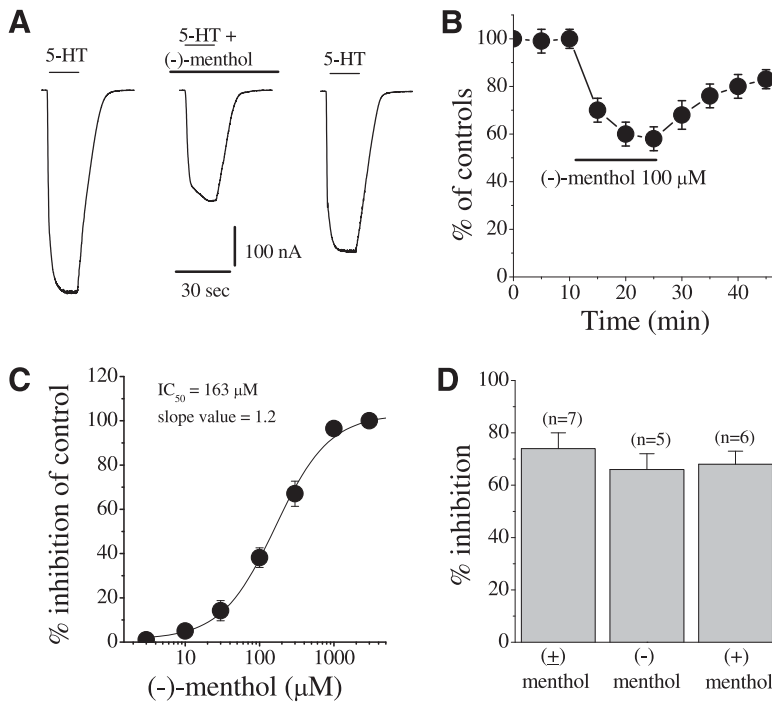 A
5-HT
5-HT +
(-)-menthol
5-HT
100 nA
30 sec
B
% of controls
100
80
60
40
20
0
(-)-menthol 100 μM
0 10 20 30 40
Time (min)
C
% inhibition of control
120
100
80
60
40
20
0
IC50 = 163 μM
slope value = 1.2
10 100 1000
(-)-menthol (μM)
D
% inhibition
100
80
60
40
20
0
(n=7)
(n=5)
(n=6)
(±) (-) (+)
menthol menthol menthol